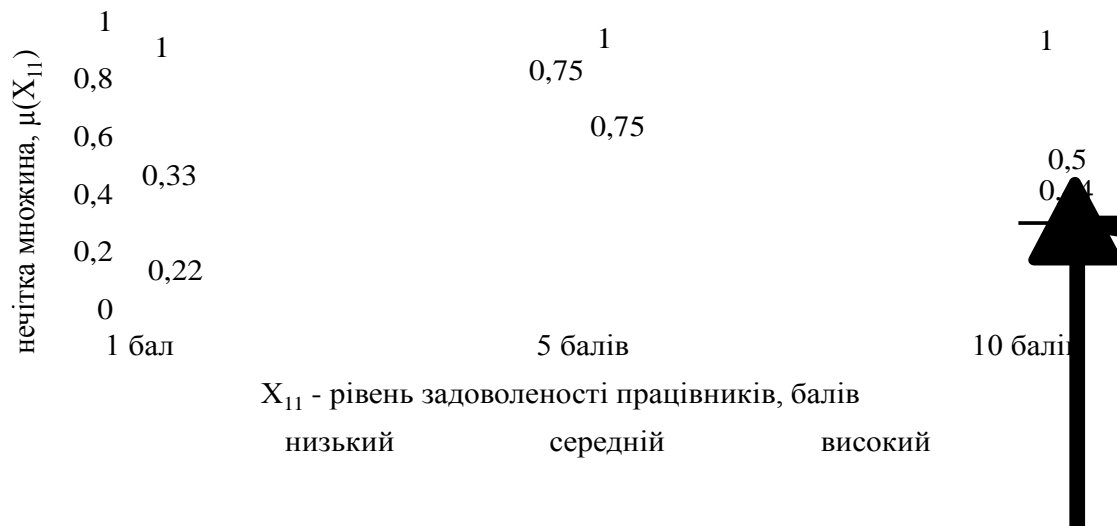 нечітка множина, µ(X₁₁)
1
0,8
0,6
0,4
0,2
0
1
0,33
0,22
1
0,75
0,75
1
0,5
1 бал
5 балів
10 балів
X₁₁ - рівень задоволеності працівників, балів
низький
середній
високий